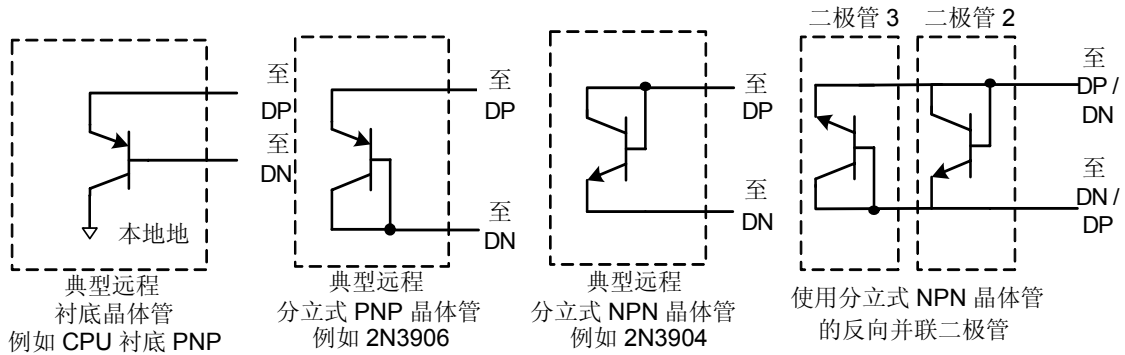 二极管 3
二极管 2
至
DP
至
DN
本地地
典型远程
衬底晶体管
例如 CPU 衬底 PNP
至
DP
至
DN
典型远程
分立式 PNP 晶体管
例如 2N3906
至
DP
至
DN
典型远程
分立式 NPN 晶体管
例如 2N3904
至
DP /
DN
至
DN /
DP
使用分立式 NPN 晶体管
的反向并联二极管